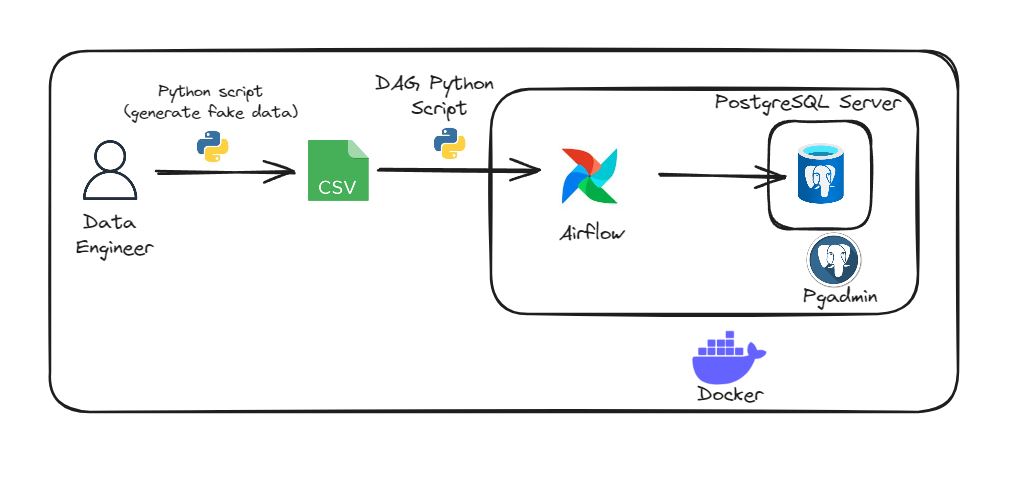 Python script
(generate fake data)
DAG Python
Script
PostgreSQL Server
CSV
Data
Engineer
Airflow
Pgadmin
Docker